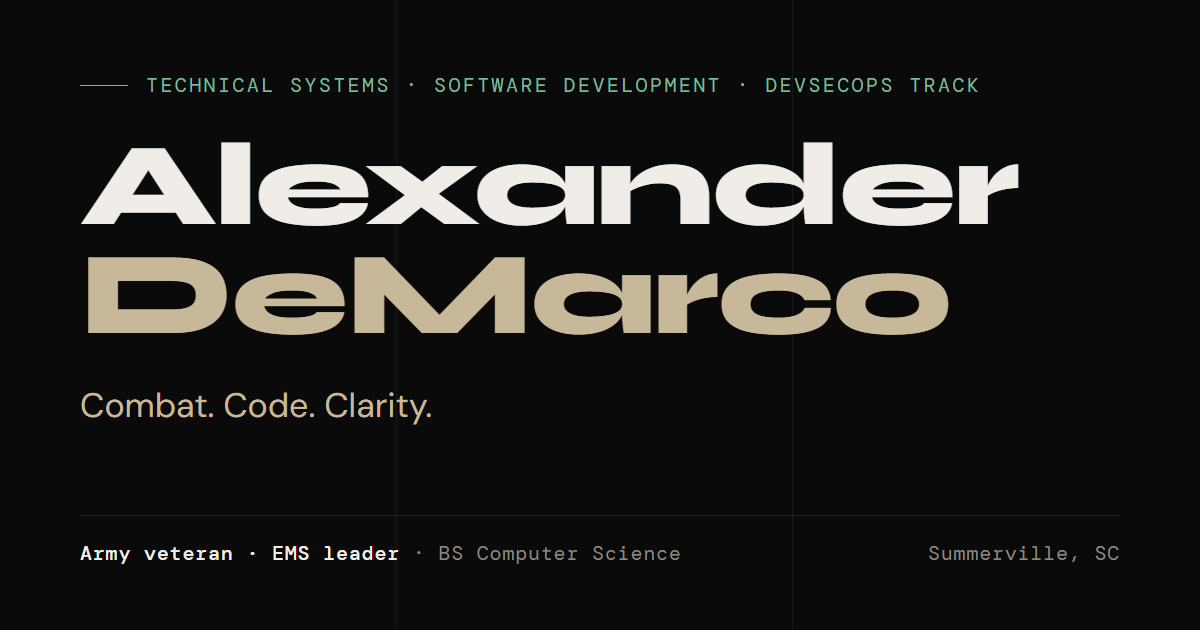 TECHNICAL SYSTEMS · SOFTWARE DEVELOPMENT · DEVSECOPS TRACK
Alexander
DeMarco
Combat. Code. Clarity.
Army veteran · EMS leader · BS Computer Science
Summerville, SC